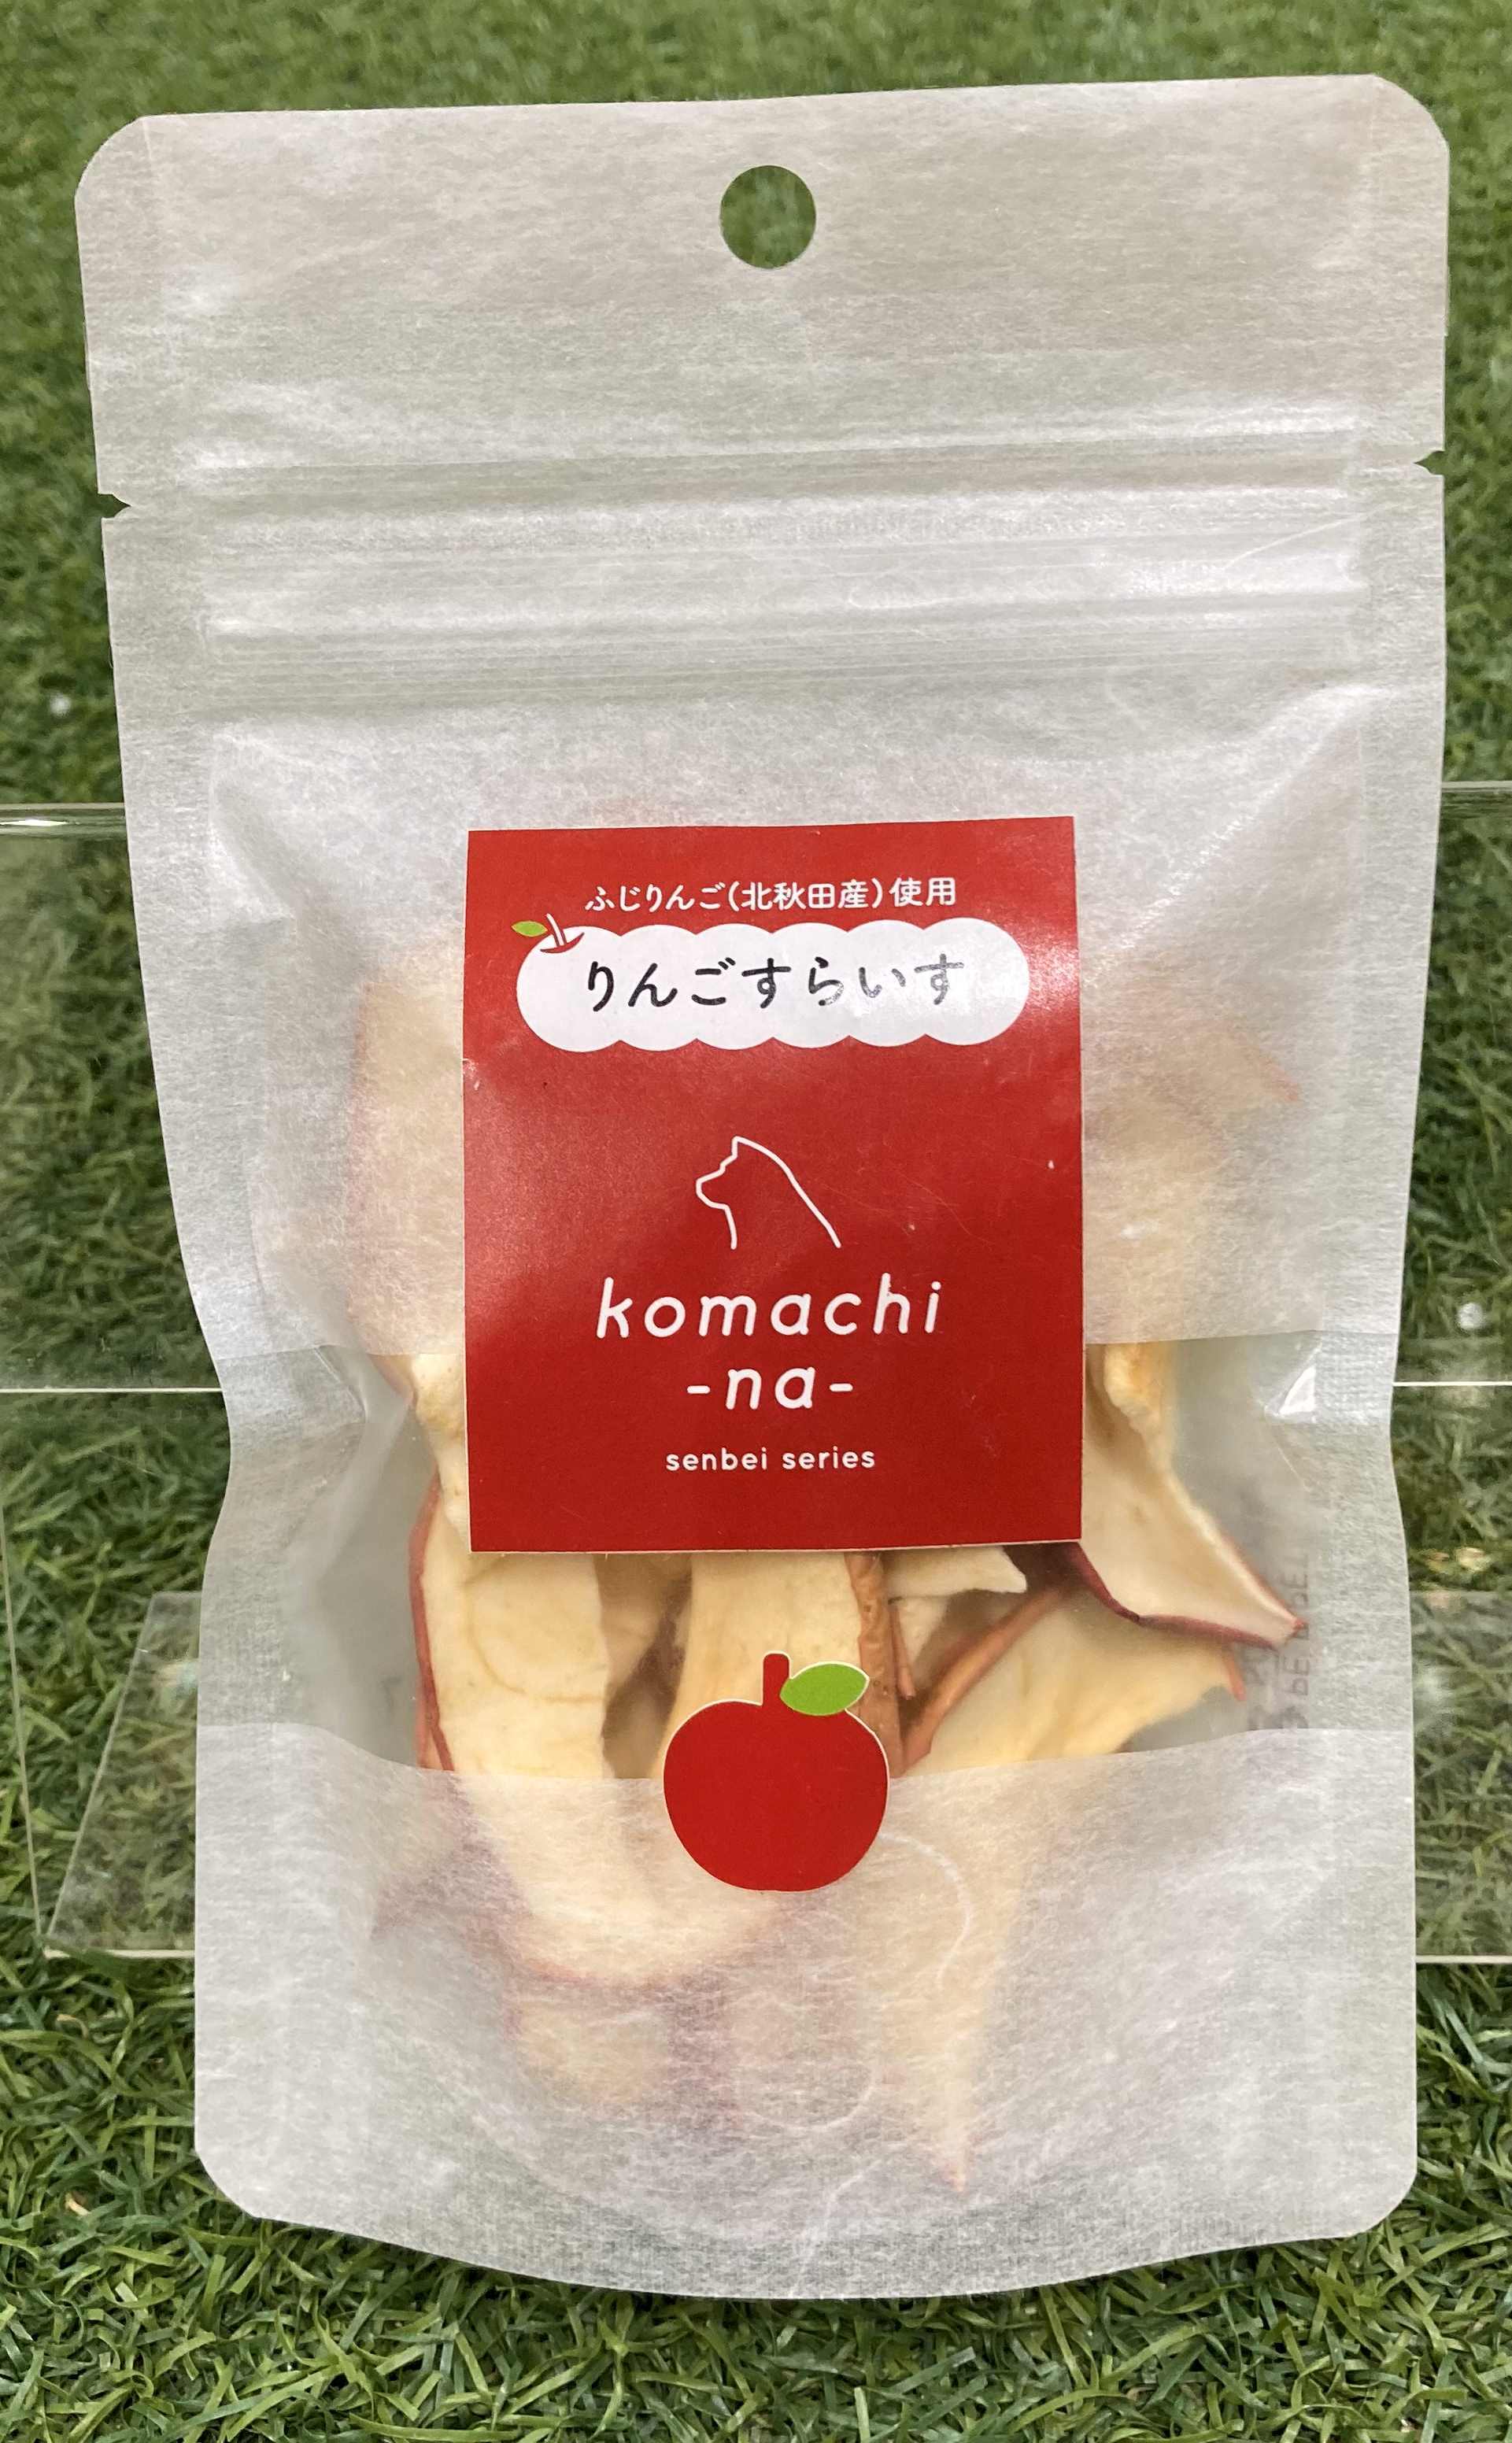 ふじりんご(北秋田産)使用
りんごすらいす
komachi
-na-
senbei series